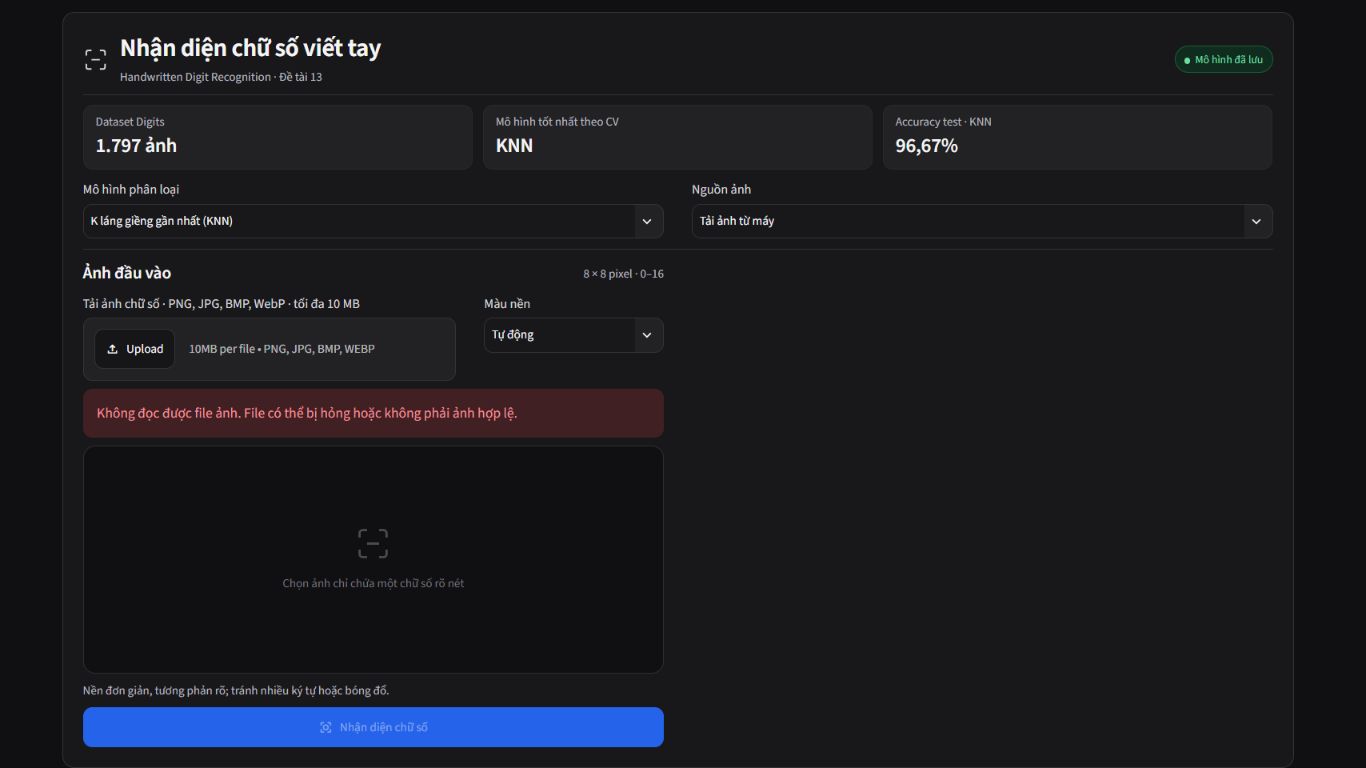 Nhận diện chữ số viết tay
Handwritten Digit Recognition · Đề tài 13
Mô hình đã lưu
Dataset Digits
1.797 ảnh
Mô hình tốt nhất theo CV
KNN
Accuracy test · KNN
96,67%
Mô hình phân loại
K láng giềng gần nhất (KNN)
Nguồn ảnh
Tải ảnh từ máy
Ảnh đầu vào
8 × 8 pixel · 0–16
Tải ảnh chữ số · PNG, JPG, BMP, WebP · tối đa 10 MB
Upload
10MB per file • PNG, JPG, BMP, WEBP
Màu nền
Tự động
Không đọc được file ảnh. File có thể bị hỏng hoặc không phải ảnh hợp lệ.
Chọn ảnh chỉ chứa một chữ số rõ nét
Nền đơn giản, tương phản rõ; tránh nhiều ký tự hoặc bóng đổ.
Nhận diện chữ số